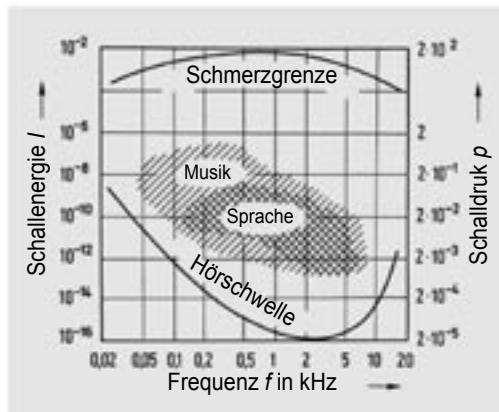 10⁻²
10⁻⁵
10⁻⁸
10⁻¹⁰
10⁻¹²
10⁻¹⁴
10⁻¹⁶
Schallenergie I
Schmerzgrenze
Musik
Sprache
Hörschwelle
2·10²
2
2·10⁻¹
2·10⁻²
2·10⁻³
2·10⁻⁴
2·10⁻⁵
Schalldruk p
0,02 0,05 0,1 0,2 0,5 1 2 5 10 20
Frequenz f in kHz